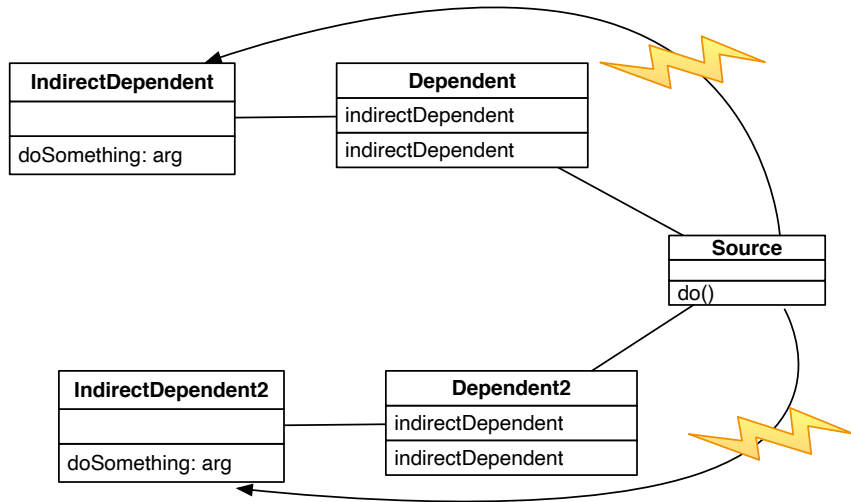 IndirectDependent
doSomething: arg
Dependent
indirectDependent
indirectDependent
Source
do()
IndirectDependent2
doSomething: arg
Dependent2
indirectDependent
indirectDependent